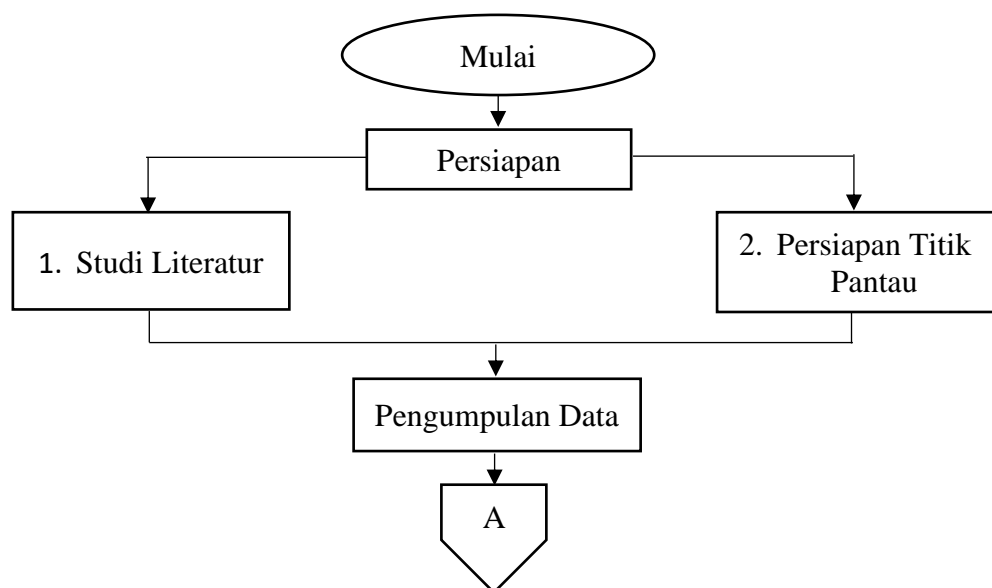 Mulai
Persiapan
1. Studi Literatur
2. Persiapan Titik
Pantau
Pengumpulan Data
A